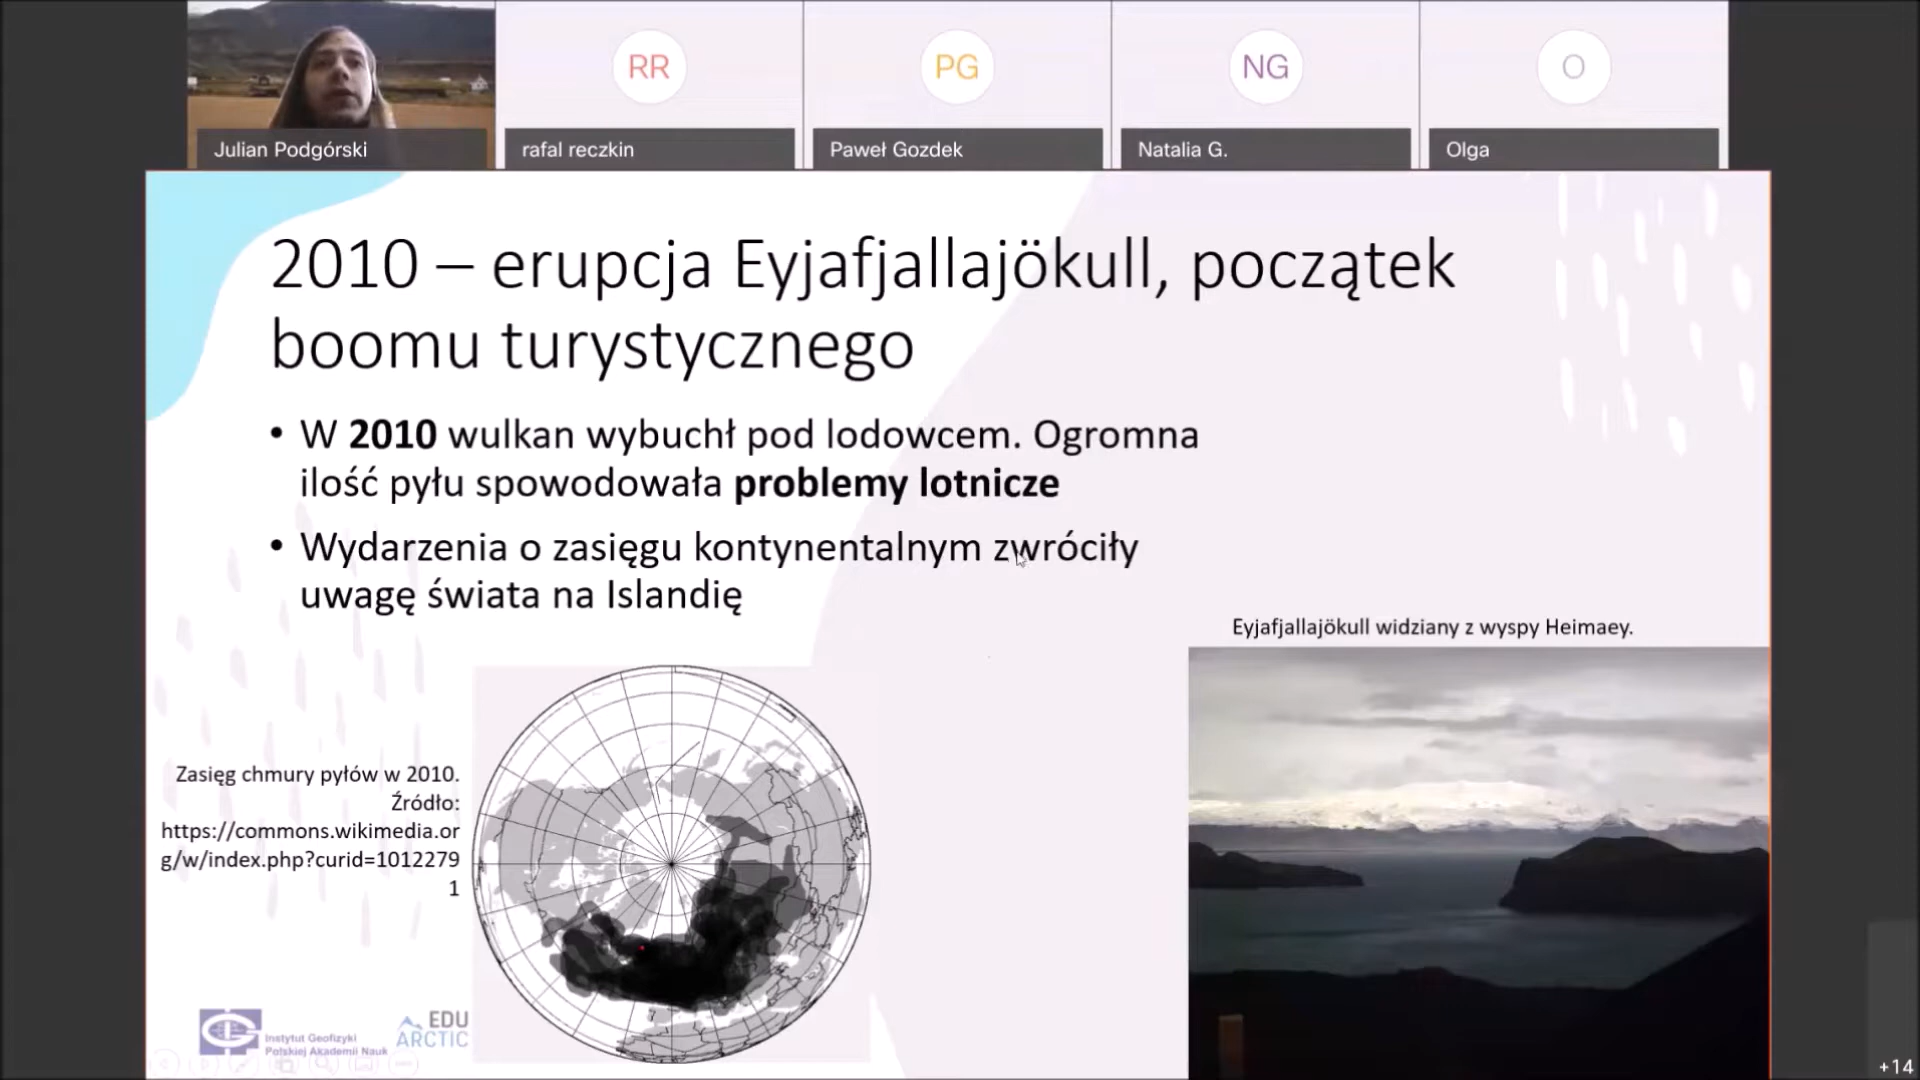 RR
PG
NG
O
Julian Podgórski
rafal reczkin
Paweł Gozdek
Natalia G.
Olga
2010 – erupcja Eyjafjallajökull, początek
boomu turystycznego
• W 2010 wulkan wybuchł pod lodowcem. Ogromna
ilość pyłu spowodowała problemy lotnicze
• Wydarzenia o zasięgu kontynentalnym zwróciły
uwagę świata na Islandię
Eyjafjallajökull widziany z wyspy Heimaey.
Zasięg chmury pyłów w 2010.
Źródło:
https://commons.wikimedia.or
g/w/index.php?curid=1012279
1
Instytut Geofizyki
Polskiej Akademii Nauk
EDU
ARCTIC
+14